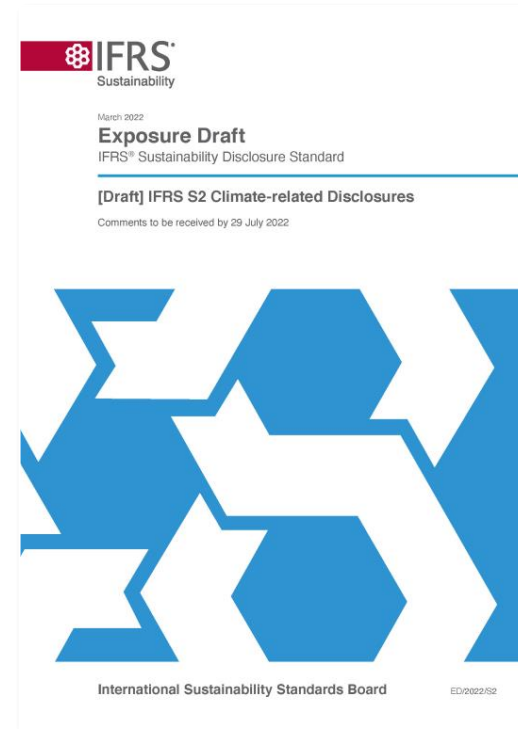 IFRS®
Sustainability
March 2022
Exposure Draft
IFRS® Sustainability Disclosure Standard
[Draft] IFRS S2 Climate-related Disclosures
Comments to be received by 29 July 2022
International Sustainability Standards Board
ED/2022/S2